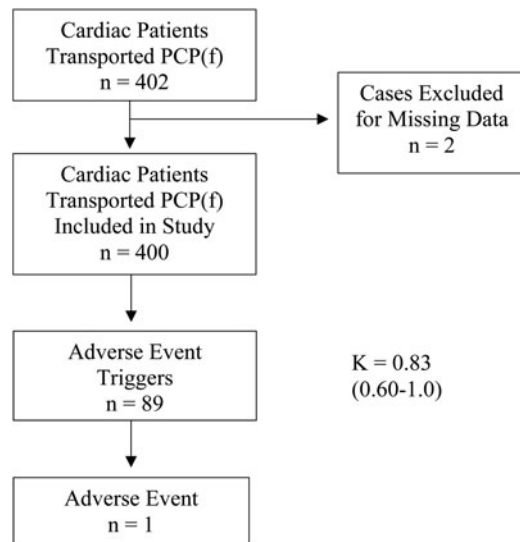 Cardiac Patients
Transported PCP(f)
n = 402
Cases Excluded
for Missing Data
n = 2
Cardiac Patients
Transported PCP(f)
Included in Study
n = 400
Adverse Event
Triggers
n = 89
K = 0.83
(0.60-1.0)
Adverse Event
n = 1